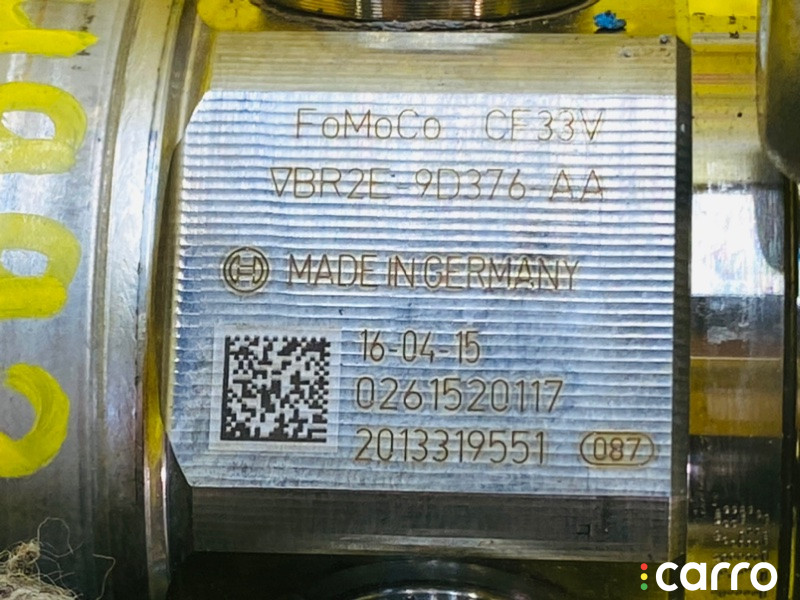 FoMoCo CF33V
VBR2E-9D376-AA
MADE IN GERMANY
16-04-15
0261520117
2013319551 087
carro